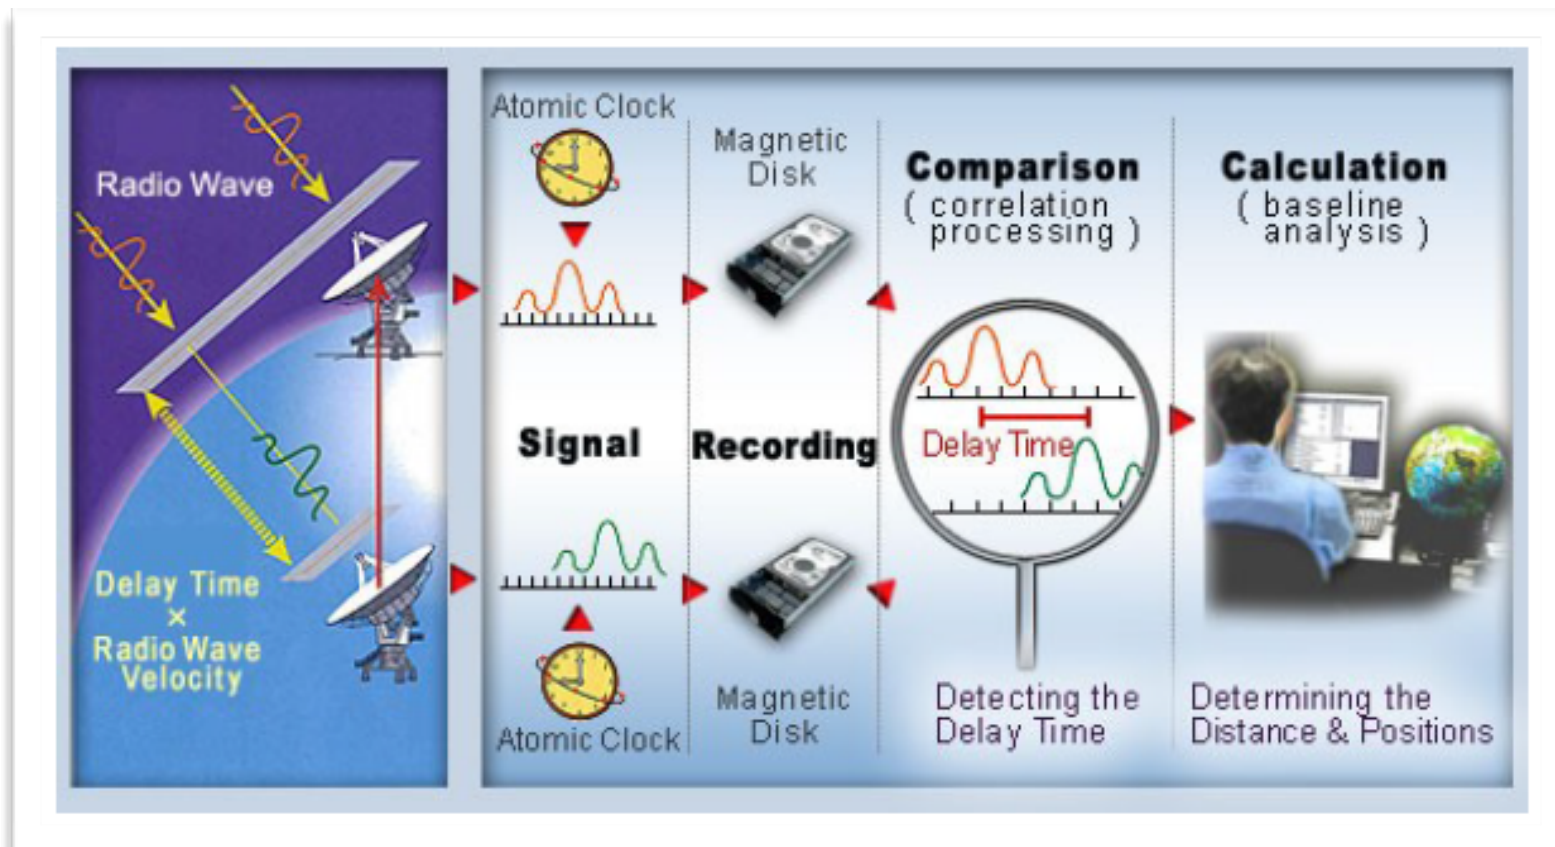 Radio Wave
Delay Time
×
Radio Wave
Velocity
Atomic Clock
Signal
Atomic Clock
Magnetic
Disk
Recording
Magnetic
Disk
Comparison
( correlation
processing )
Delay Time
Detecting the
Delay Time
Calculation
( baseline
analysis )
Determining the
Distance & Positions